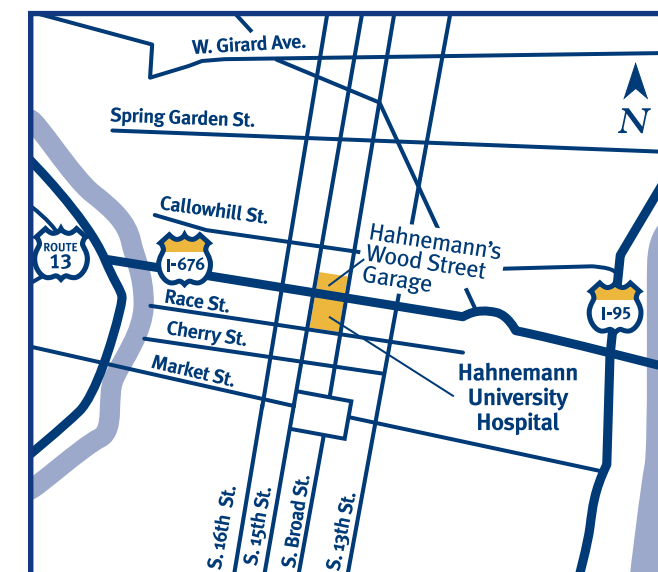 W. Girard Ave.
N
Spring Garden St.
Callowhill St.
Hahnemann's
Wood Street
Garage
ROUTE
13
I-676
I-95
Race St.
Cherry St.
Market St.
Hahnemann
University
Hospital
S. 16th St.
S. 15th St.
S. Broad St.
S. 13th St.